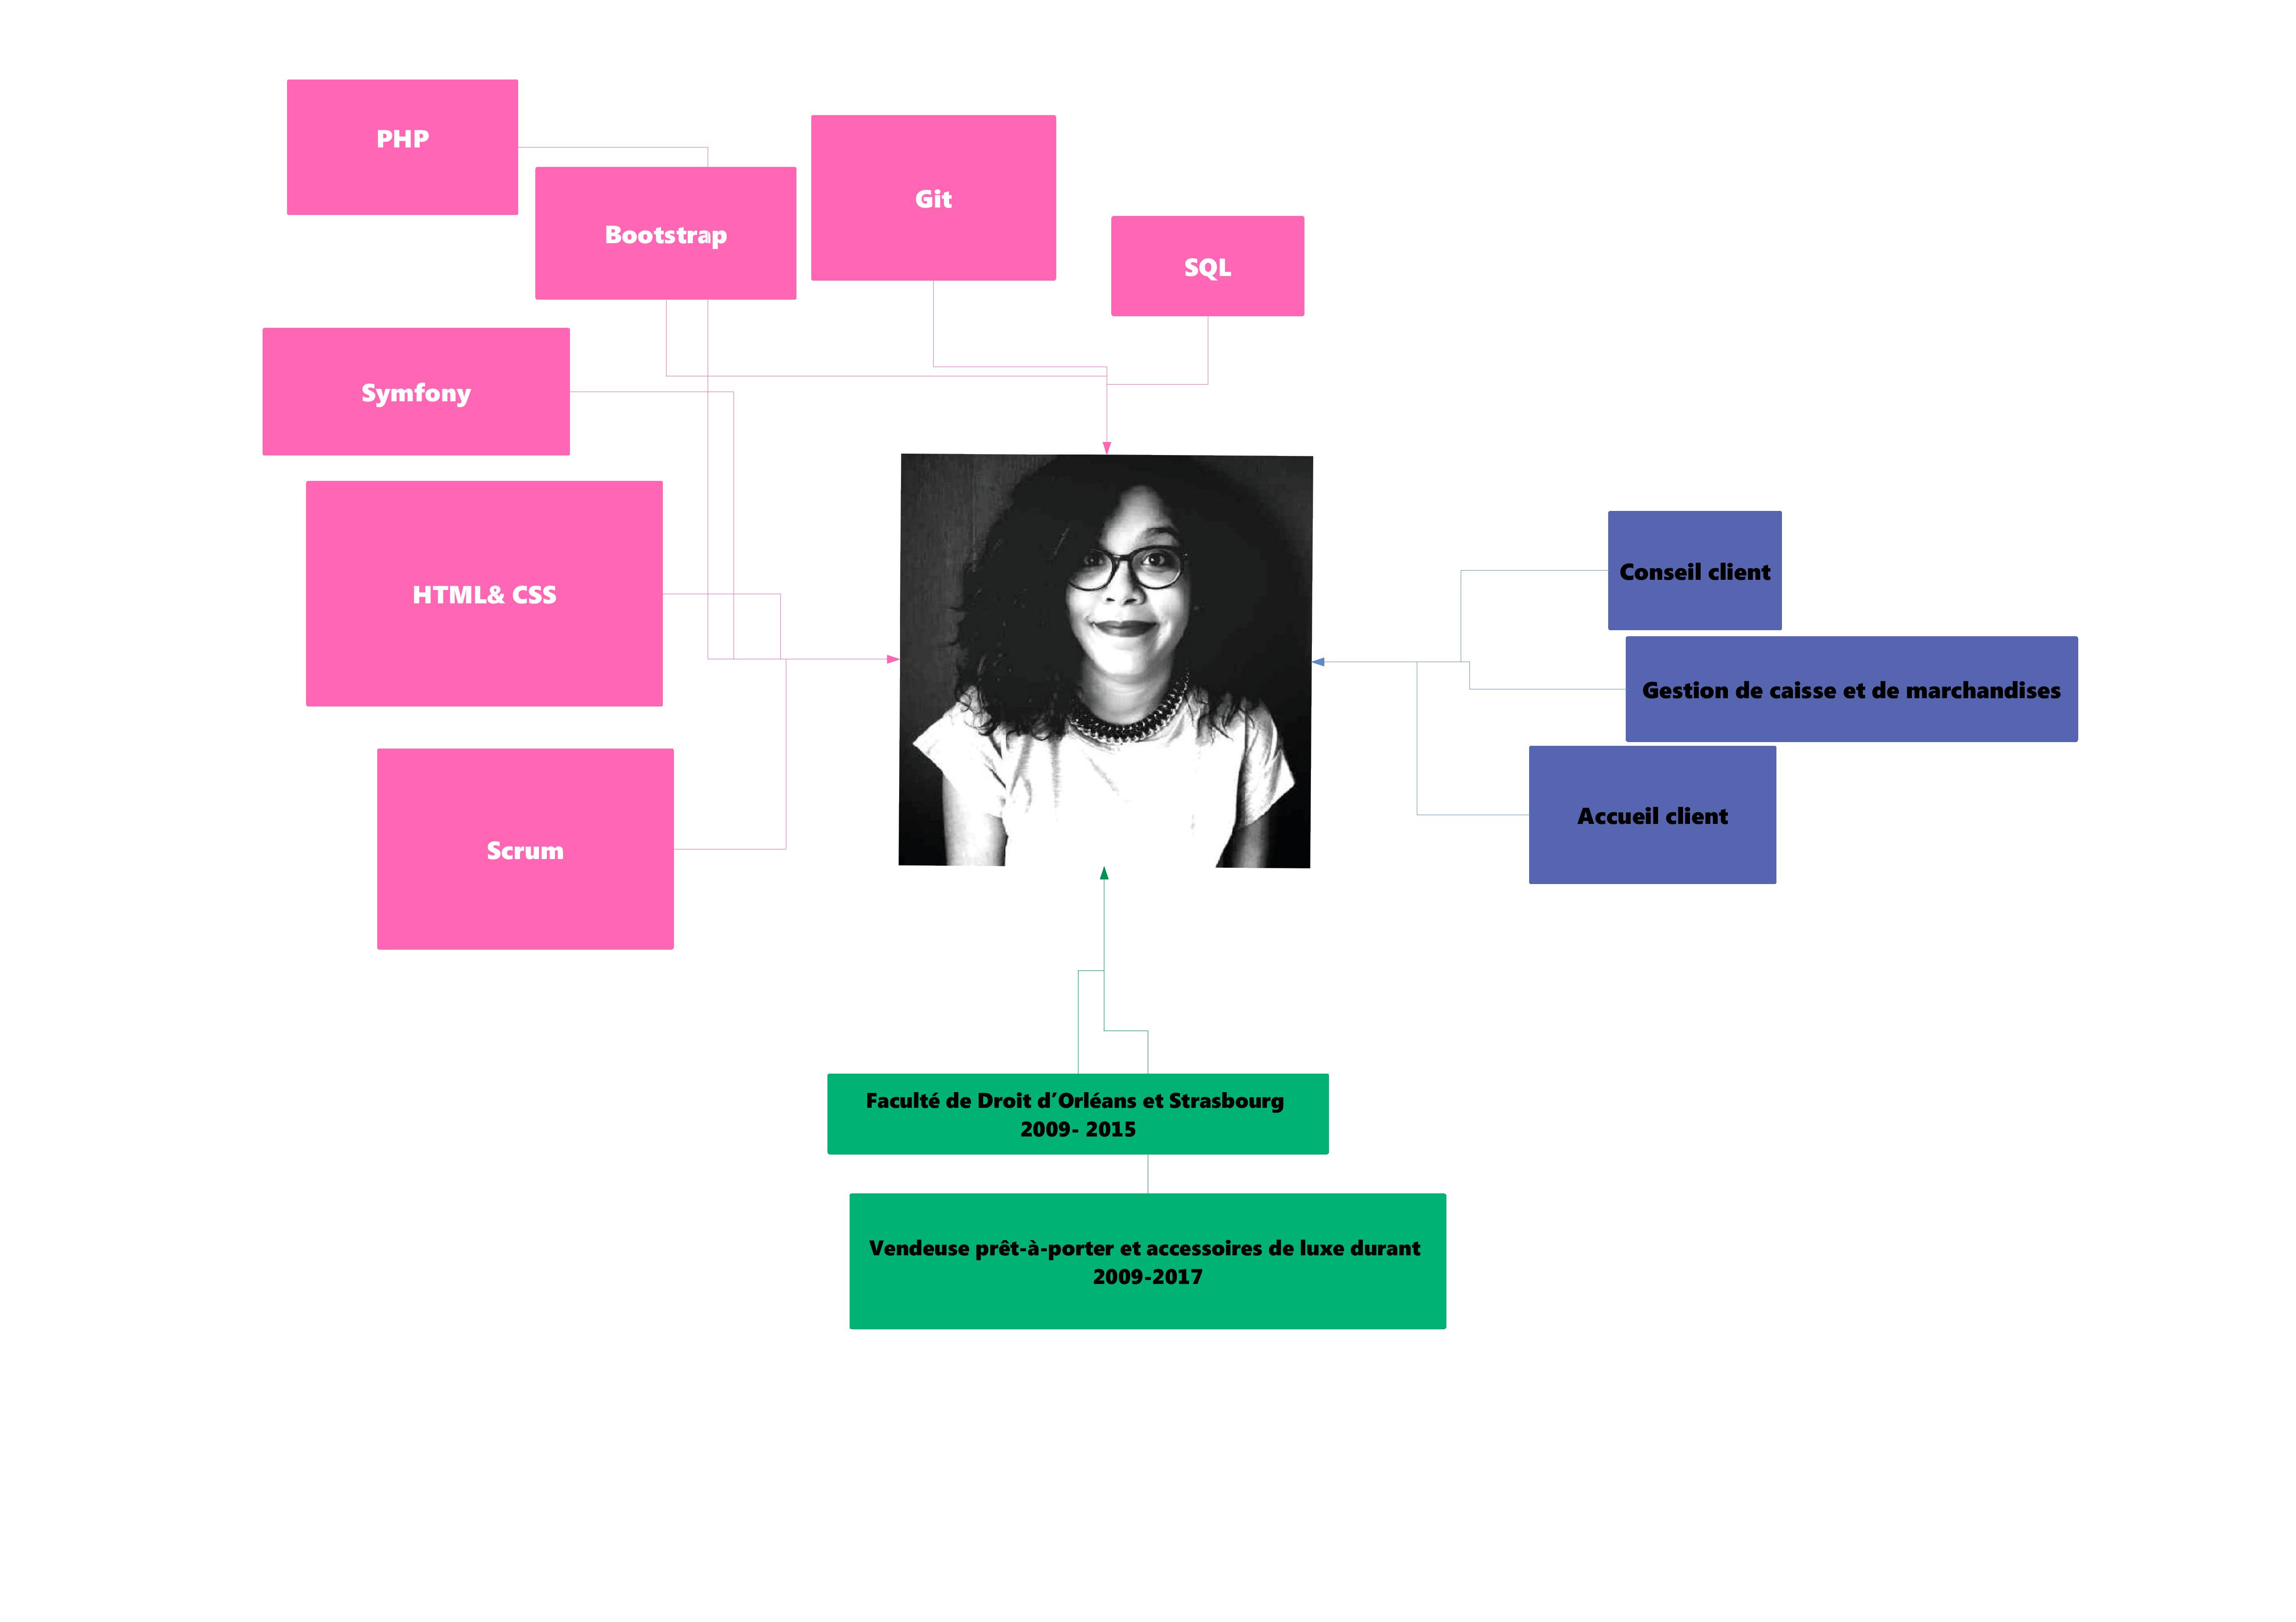 PHP
Bootstrap
Git
SQL
Symfony
HTML& CSS
Scrum
Conseil client
Gestion de caisse et de marchandises
Accueil client
Faculté de Droit d’Orléans et Strasbourg
2009- 2015
Vendeuse prêt-à-porter et accessoires de luxe durant
2009-2017